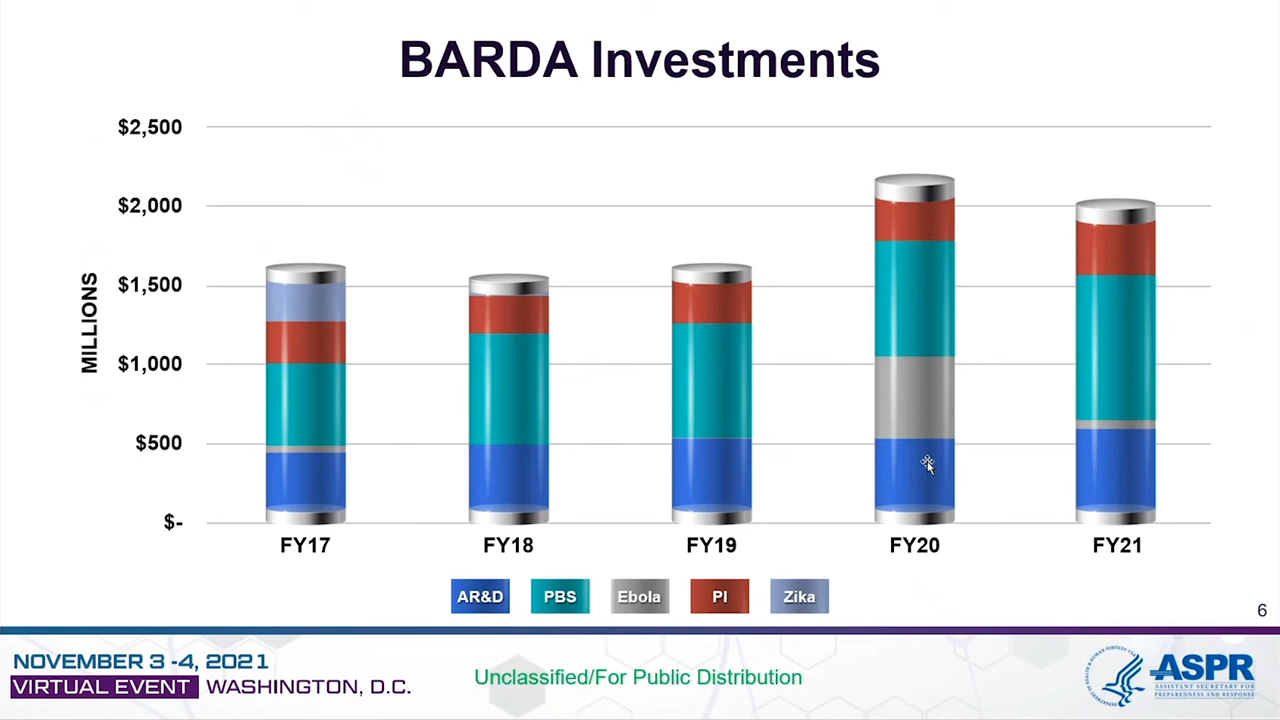 BARDA Investments
$2,500
$2,000
$1,500
$1,000
$500
$-
MILLIONS
FY17 FY18 FY19 FY20 FY21
AR&D PBS Ebola PI Zika
6
NOVEMBER 3 -4, 2021
VIRTUAL EVENT WASHINGTON, D.C.
Unclassified/For Public Distribution
ASPR
ASSISTANT SECRETARY FOR
PREPAREDNESS AND RESPONSE